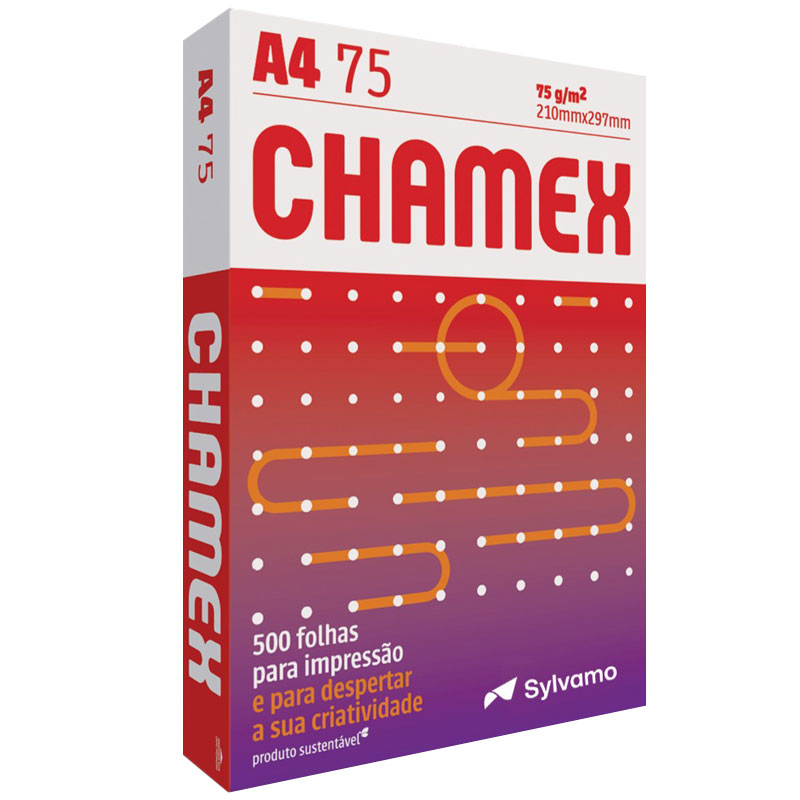 A4 75
75 g/m²
210mmx297mm
CHAMEX
500 folhas
para impressão
e para despertar
a sua criatividade
produto sustentável
Sylvamo
A4 75
CHAMEX